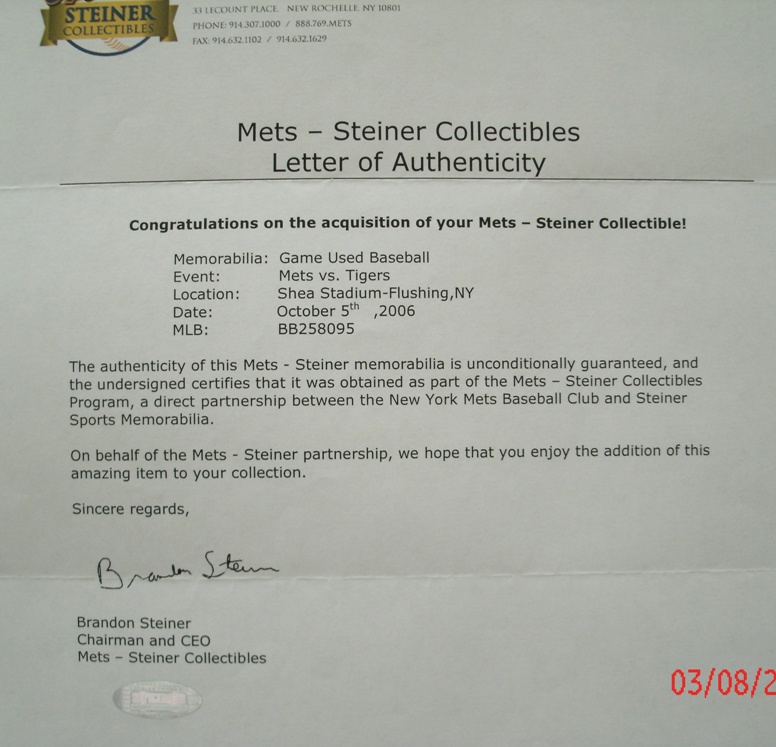 STEINER
COLLECTIBLES
33 LECOUNT PLACE NEW ROCHELLE, NY 10801
PHONE: 914.307.1000 / 888.769.METS
FAX: 914.632.1102 / 914.632.1629
Mets – Steiner Collectibles
Letter of Authenticity
Congratulations on the acquisition of your Mets – Steiner Collectible!
Memorabilia: Game Used Baseball
Event: Mets vs. Tigers
Location: Shea Stadium-Flushing,NY
Date: October 5th ,2006
MLB: BB258095
The authenticity of this Mets - Steiner memorabilia is unconditionally guaranteed, and
the undersigned certifies that it was obtained as part of the Mets – Steiner Collectibles
Program, a direct partnership between the New York Mets Baseball Club and Steiner
Sports Memorabilia.
On behalf of the Mets - Steiner partnership, we hope that you enjoy the addition of this
amazing item to your collection.
Sincere regards,
Brandon Steiner
Brandon Steiner
Chairman and CEO
Mets – Steiner Collectibles
03/08/2